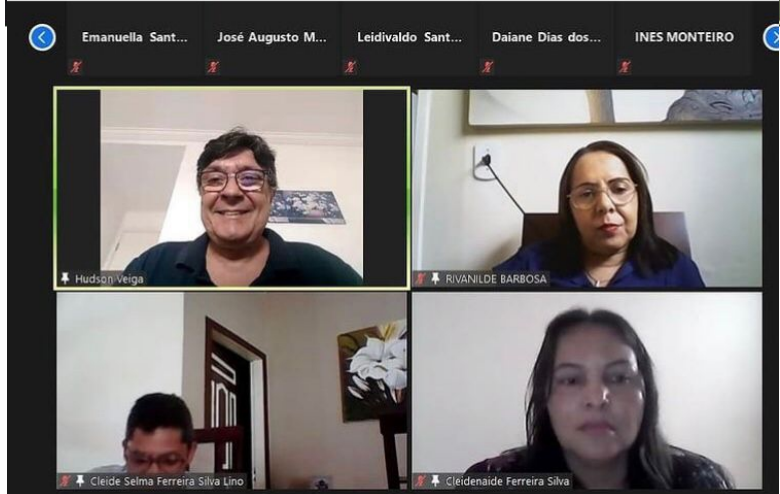 Emanuella Sant...
José Augusto M...
Leidivaldo Sant...
Daiane Dias dos...
INES MONTEIRO
Hudson Veiga
RIVANILDE BARBOSA
Cleide Selma Ferreira Silva Lino
Cleidenaide Ferreira Silva